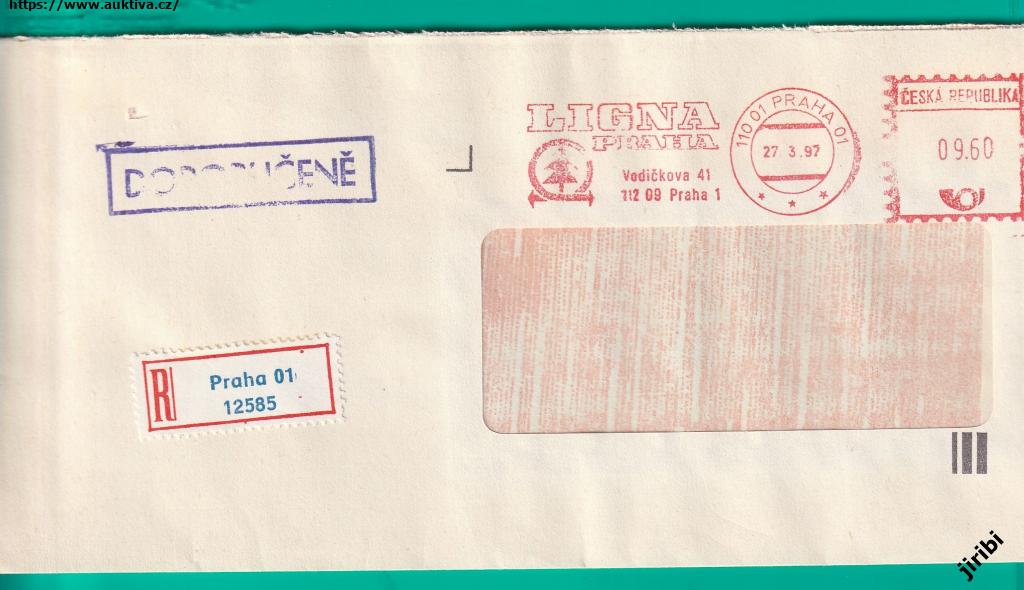 https://www.auktiva.cz/
DOPORUČENĚ
LIGNA
PRAHA
Vodičkova 41
112 09 Praha 1
110 01 PRAHA 01
27. 3.97
ČESKÁ REPUBLIKA
09.60
R
Praha 01
12585
jiribi